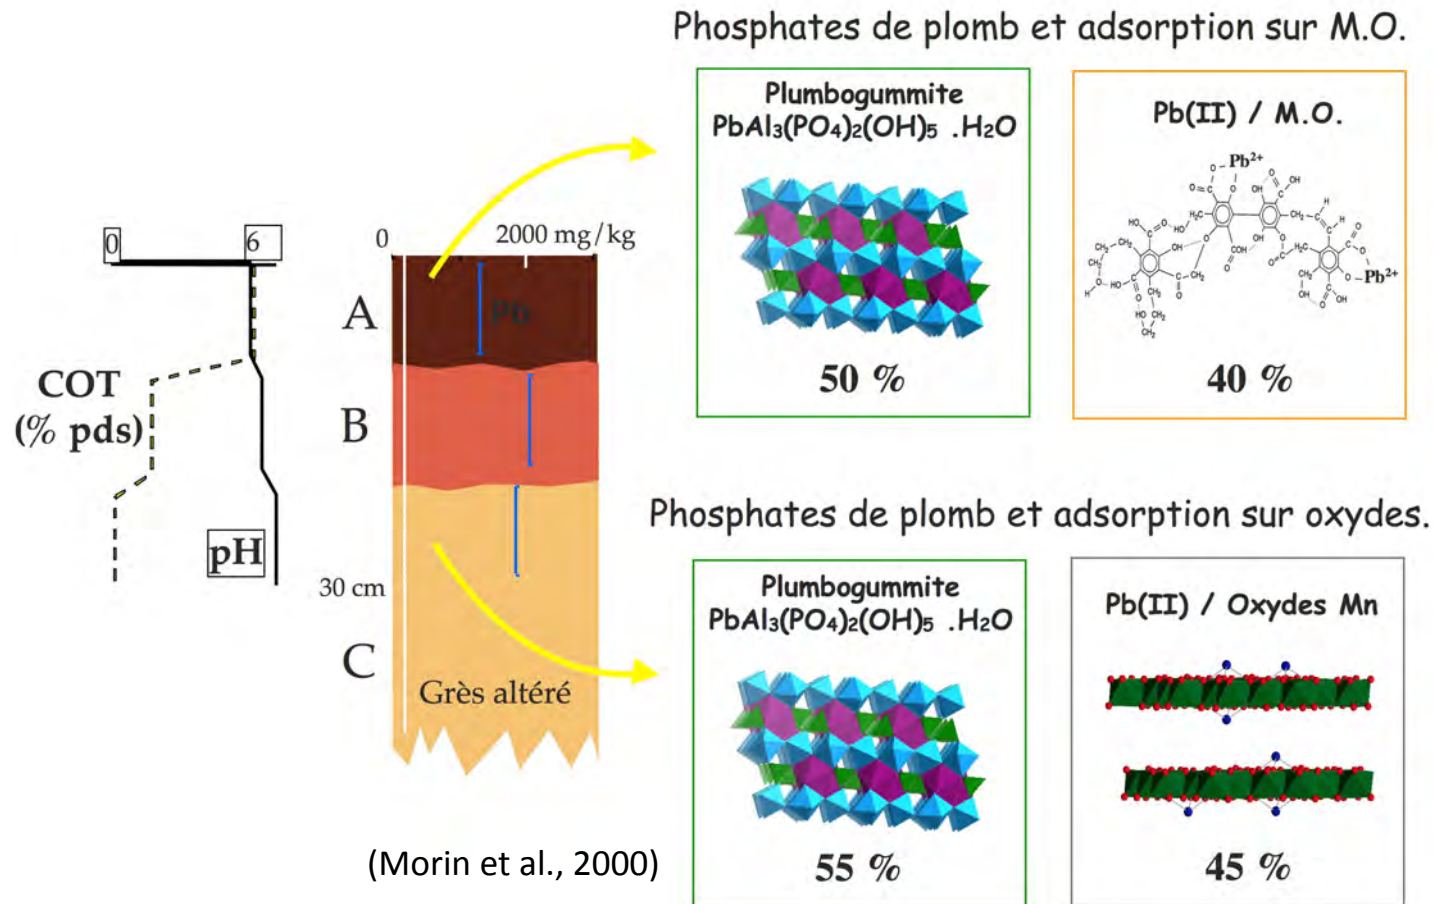 Phosphates de plomb et adsorption sur M.O.
Plumbogummite
PbAl3(PO4)2(OH)5 .H2O
50 %
Pb(II) / M.O.
Pb2+
Pb2+
40 %
0
6
COT
(% pds)
pH
0
2000 mg/kg
Pb
A
B
30 cm
C
Grès altéré
(Morin et al., 2000)
Phosphates de plomb et adsorption sur oxydes.
Plumbogummite
PbAl3(PO4)2(OH)5 .H2O
55 %
Pb(II) / Oxydes Mn
45 %